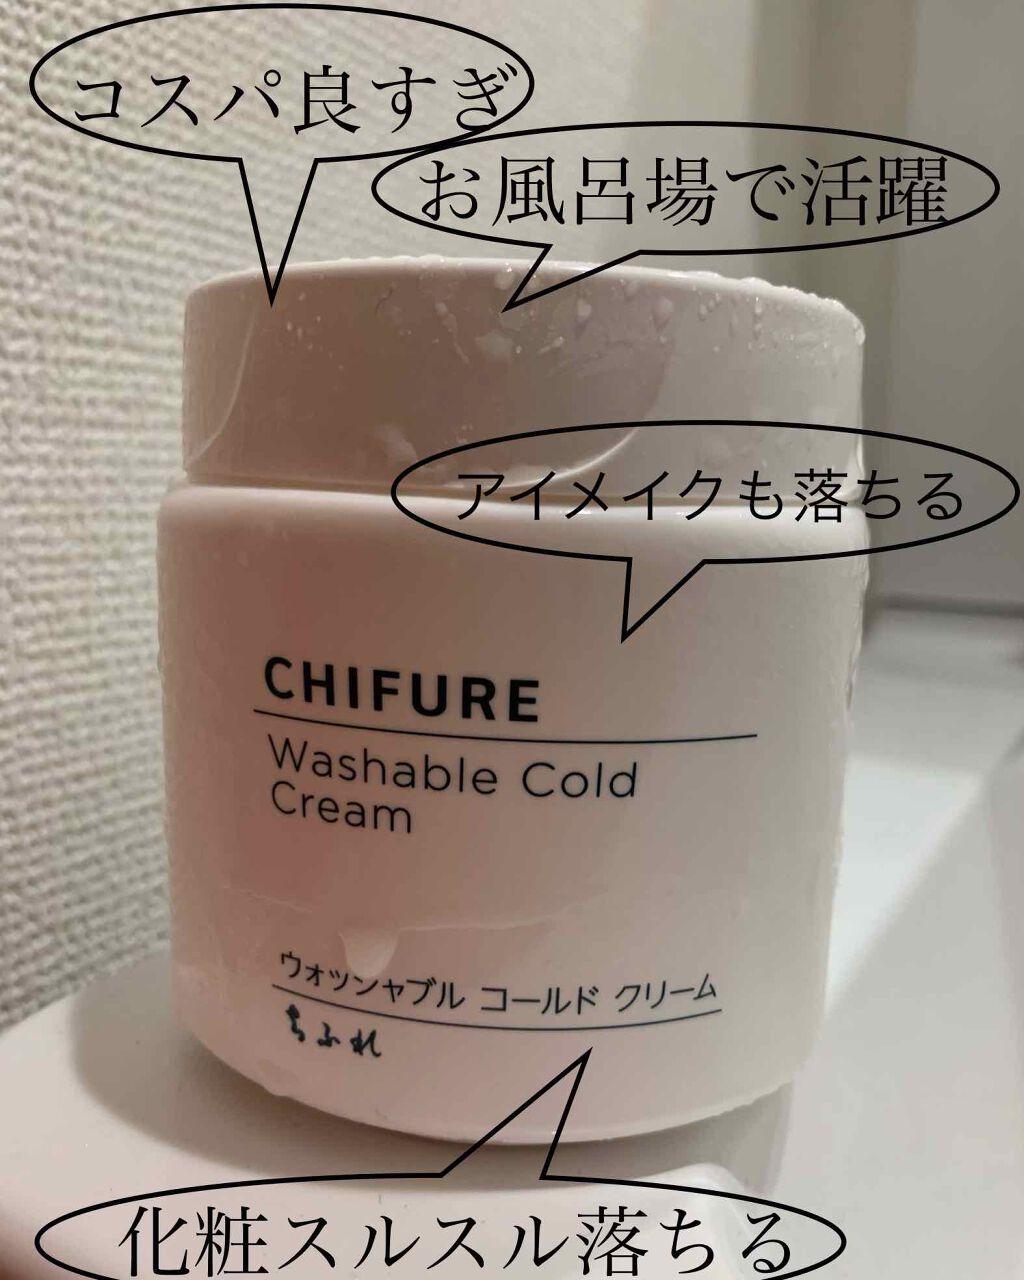 コスパ良すぎ
お風呂場で活躍
アイメイクも落ちる
CHIFURE
Washable Cold
Cream
ウォッシャブル コールド クリーム
ちふれ
化粧スルスル落ちる